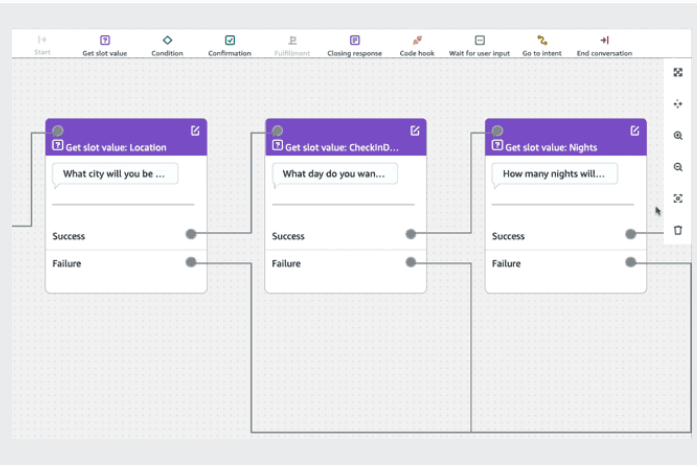 Start
Get slot value
Condition
Confirmation
Fulfillment
Closing response
Code hook
Wait for user input
Go to intent
End conversation
Get slot value: Location
What city will you be ...
Success
Failure
Get slot value: CheckInD...
What day do you wan...
Success
Failure
Get slot value: Nights
How many nights will...
Success
Failure